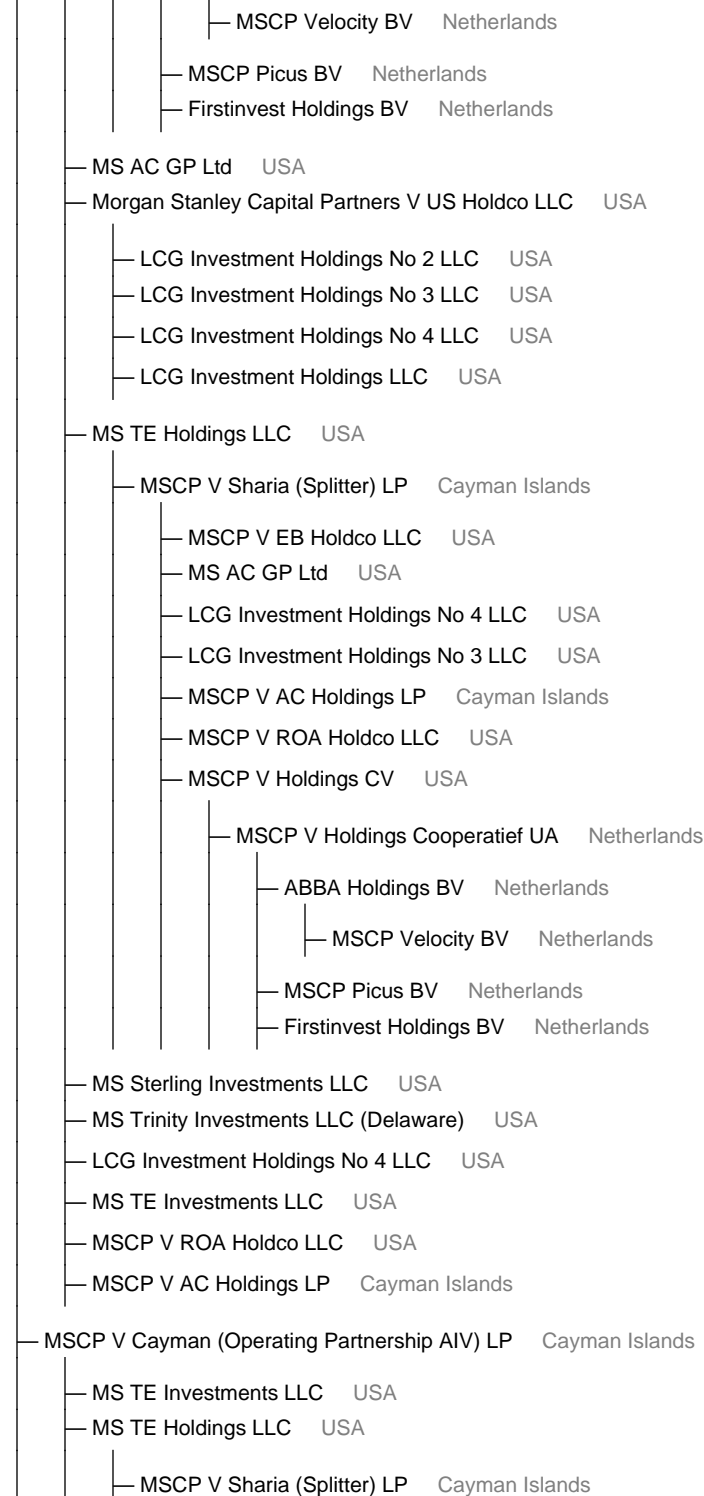 MSCP Velocity BV Netherlands
MSCP Picus BV Netherlands
Firstinvest Holdings BV Netherlands
MS AC GP Ltd USA
Morgan Stanley Capital Partners V US Holdco LLC USA
LCG Investment Holdings No 2 LLC USA
LCG Investment Holdings No 3 LLC USA
LCG Investment Holdings No 4 LLC USA
LCG Investment Holdings LLC USA
MS TE Holdings LLC USA
MSCP V Sharia (Splitter) LP Cayman Islands
MSCP V EB Holdco LLC USA
MS AC GP Ltd USA
LCG Investment Holdings No 4 LLC USA
LCG Investment Holdings No 3 LLC USA
MSCP V AC Holdings LP Cayman Islands
MSCP V ROA Holdco LLC USA
MSCP V Holdings CV USA
MSCP V Holdings Cooperatief UA Netherlands
ABBA Holdings BV Netherlands
MSCP Velocity BV Netherlands
MSCP Picus BV Netherlands
Firstinvest Holdings BV Netherlands
MS Sterling Investments LLC USA
MS Trinity Investments LLC (Delaware) USA
LCG Investment Holdings No 4 LLC USA
MS TE Investments LLC USA
MSCP V ROA Holdco LLC USA
MSCP V AC Holdings LP Cayman Islands
MSCP V Cayman (Operating Partnership AIV) LP Cayman Islands
MS TE Investments LLC USA
MS TE Holdings LLC USA
MSCP V Sharia (Splitter) LP Cayman Islands